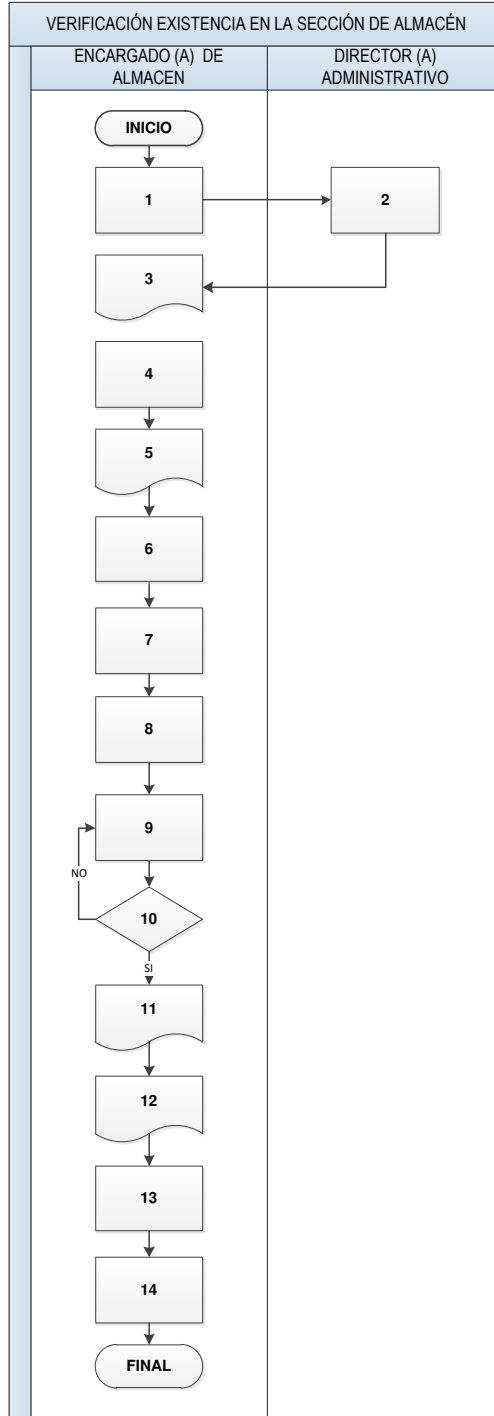 VERIFICACIÓN EXISTENCIA EN LA SECCIÓN DE ALMACÉN
ENCARGADO (A) DE
ALMACEN
DIRECTOR (A)
ADMINISTRATIVO
INICIO
1
2
3
4
5
6
7
8
9
NO
10
SI
11
12
13
14
FINAL